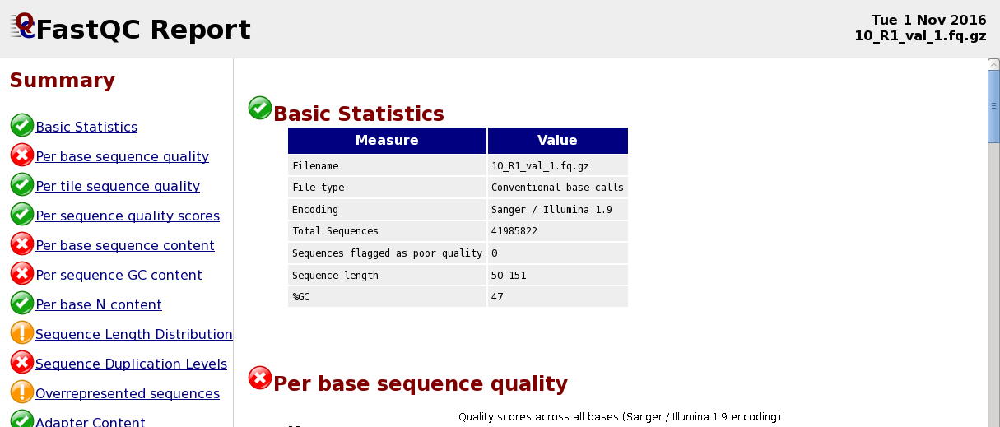 FastQC Report
Tue 1 Nov 2016
10_R1_val_1.fq.gz
Summary
Basic Statistics
Per base sequence quality
Per tile sequence quality
Per sequence quality scores
Per base sequence content
Per sequence GC content
Per base N content
Sequence Length Distribution
Sequence Duplication Levels
Overrepresented sequences
Adapter Content
Basic Statistics
Measure Value
Filename 10_R1_val_1.fq.gz
File type Conventional base calls
Encoding Sanger / Illumina 1.9
Total Sequences 41985822
Sequences flagged as poor quality 0
Sequence length 50-151
%GC 47
Per base sequence quality
Quality scores across all bases (Sanger / Illumina 1.9 encoding)